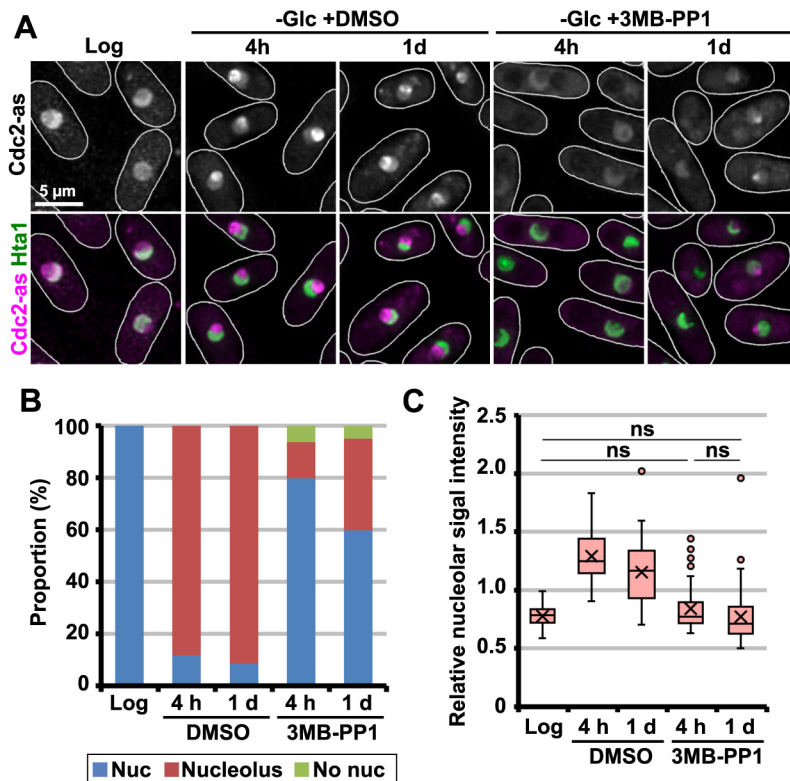 A
-Glc +DMSO
-Glc +3MB-PP1
Log
4h
1d
4h
1d
Cdc2-as
5 µm
Cdc2-as Hta1
B
Proportion (%)
100
80
60
40
20
0
Log
4 h
1 d
4 h
1 d
DMSO
3MB-PP1
Nuc
Nucleolus
No nuc
C
Relative nucleolar sigal intensity
2.5
2.0
1.5
1.0
0.5
0.0
ns
ns
ns
Log
4 h
1 d
4 h
1 d
DMSO
3MB-PP1